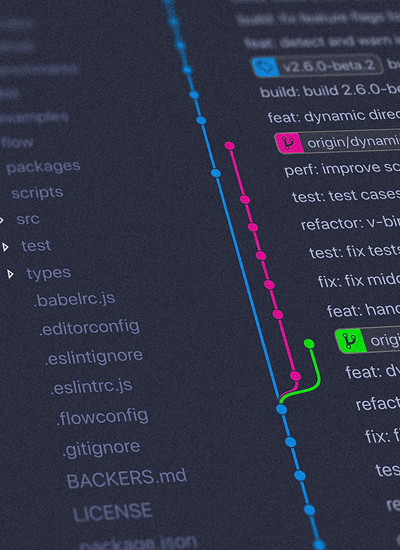 flow
packages
scripts
src
test
types
.babelrc.js
.editorconfig
.eslintignore
.eslintrc.js
.flowconfig
.gitignore
BACKERS.md
LICENSE
package.json
build: fix feature flags
feat: detect and warn
v2.6.0-beta.2
build: build 2.6.0-be
feat: dynamic direc
origin/dynami
perf: improve sc
test: test cases
refactor: v-bin
test: fix tests
fix: fix midd
feat: hand
orig
feat: dy
refact
fix: fi
tes
re